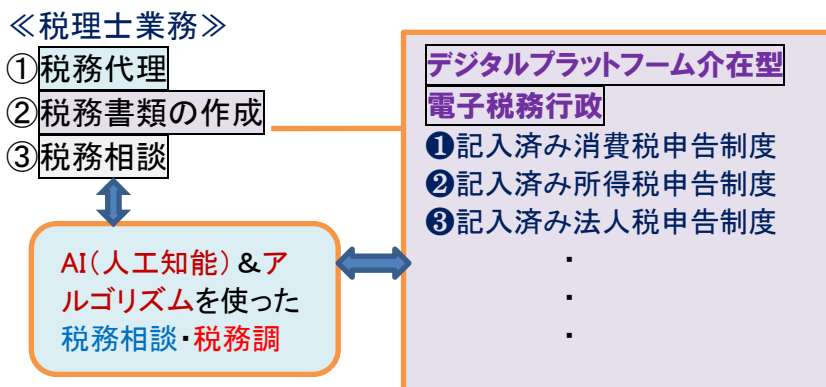 ≪税理士業務≫
①税務代理
②税務書類の作成
③税務相談
AI(人工知能)&ア
ルゴリズムを使った
税務相談・税務調
デジタルプラットフーム介在型
電子税務行政
❶記入済み消費税申告制度
❷記入済み所得税申告制度
❸記入済み法人税申告制度
・
・
・